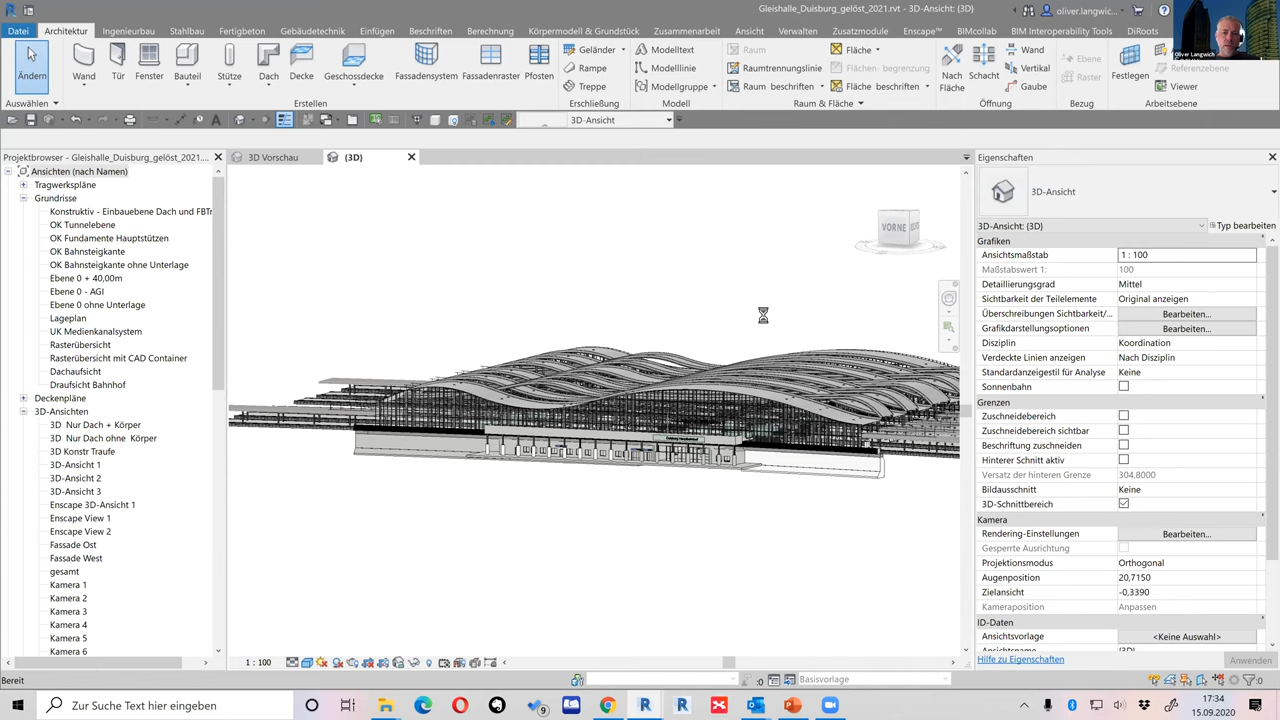 Gleishalle_Duisburg_gelöst_2021.rvt - 3D-Ansicht: (3D)
oliver.langwic...
Oliver Langwich
Datei Architektur Ingenieurbau Stahlbau Fertigbeton Gebäudetechnik Einfügen Beschriften Berechnung Körpermodell & Grundstück Zusammenarbeit Ansicht Verwalten Enscape™ BIMcollab BIM Interoperability Tools DiRoots
Ändern
Wand
Tür
Fenster
Bauteil
Stütze
Dach
Decke
Geschossdecke
Fassadensystem
Fassadenraster
Pfosten
Geländer
Rampe
Treppe
Modelltext
Modelllinie
Modellgruppe
Raum
Raumtrennungslinie
Raum beschriften
Fläche
Flächen- begrenzung
Fläche beschriften
Nach Fläche
Schacht
Wand
Vertikal
Gaube
Ebene
Raster
Festlegen
Referenzebene
Viewer
Auswählen Erstellen Erschließung Modell Raum & Fläche Öffnung Bezug Arbeitsebene
3D-Ansicht
Projektbrowser - Gleishalle_Duisburg_gelöst_2021....
3D Vorschau
(3D)
Ansichten (nach Namen)
Tragwerkspläne
Grundrisse
Konstruktiv - Einbauebene Dach und FBTr
OK Tunnelebene
OK Fundamente Hauptstützen
OK Bahnsteigkante
OK Bahnsteigkante ohne Unterlage
Ebene 0 + 40,00m
Ebene 0 - AGI
Ebene 0 ohne Unterlage
Lageplan
UK Medienkanalsystem
Rasterübersicht
Rasterübersicht mit CAD Container
Dachaufsicht
Draufsicht Bahnhof
Deckenpläne
3D-Ansichten
3D Nur Dach + Körper
3D Nur Dach ohne Körper
3D Konstr Traufe
3D-Ansicht 1
3D-Ansicht 2
3D-Ansicht 3
Enscape 3D-Ansicht 1
Enscape View 1
Enscape View 2
Fassade Ost
Fassade West
gesamt
Kamera 1
Kamera 2
Kamera 3
Kamera 4
Kamera 5
Kamera 6
VORNE
Eigenschaften
3D-Ansicht
3D-Ansicht: (3D) Typ bearbeiten
Grafiken
Ansichtsmaßstab 1 : 100
Maßstabswert 1: 100
Detaillierungsgrad Mittel
Sichtbarkeit der Teilelemente Original anzeigen
Überschreibungen Sichtbarkeit/... Bearbeiten...
Grafikdarstellungsoptionen Bearbeiten...
Disziplin Koordination
Verdeckte Linien anzeigen Nach Disziplin
Standardanzeigestil für Analyse Keine
Sonnenbahn
Grenzen
Zuschneidebereich
Zuschneidebereich sichtbar
Beschriftung zuschneiden
Hinterer Schnitt aktiv
Versatz der hinteren Grenze 304,8000
Bildausschnitt Keine
3D-Schnittbereich
Kamera
Rendering-Einstellungen Bearbeiten...
Gesperrte Ausrichtung
Projektionsmodus Orthogonal
Augenposition 20,7150
Zielansicht -0,3390
Kameraposition Anpassen
ID-Daten
Ansichtsvorlage <Keine Auswahl>
Ansichtsname (3D)
Hilfe zu Eigenschaften Anwenden
1 : 100
Bereit
:0
Basisvorlage
:0
Zur Suche Text hier eingeben
17:34
15.09.2020